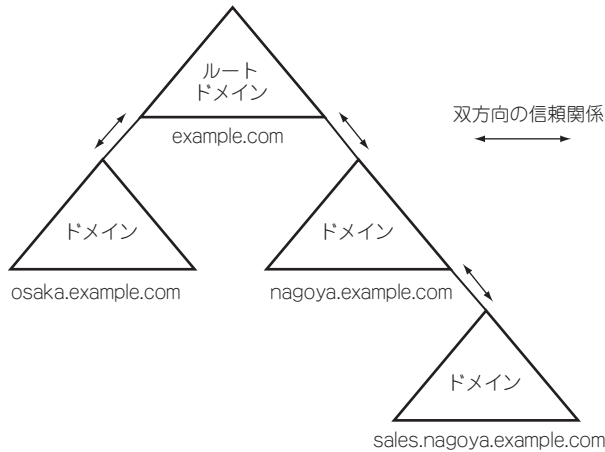 ルート
ドメイン
双方向の信頼関係
example.com
ドメイン
ドメイン
osaka.example.com
nagoya.example.com
ドメイン
sales.nagoya.example.com